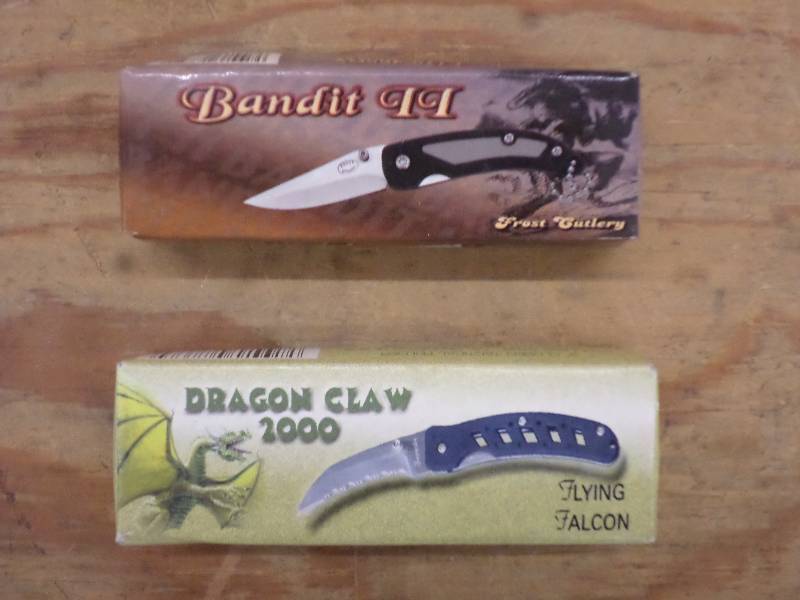 Bandit II
Frost Cutlery
DRAGON CLAW
2000
FLYING
FALCON